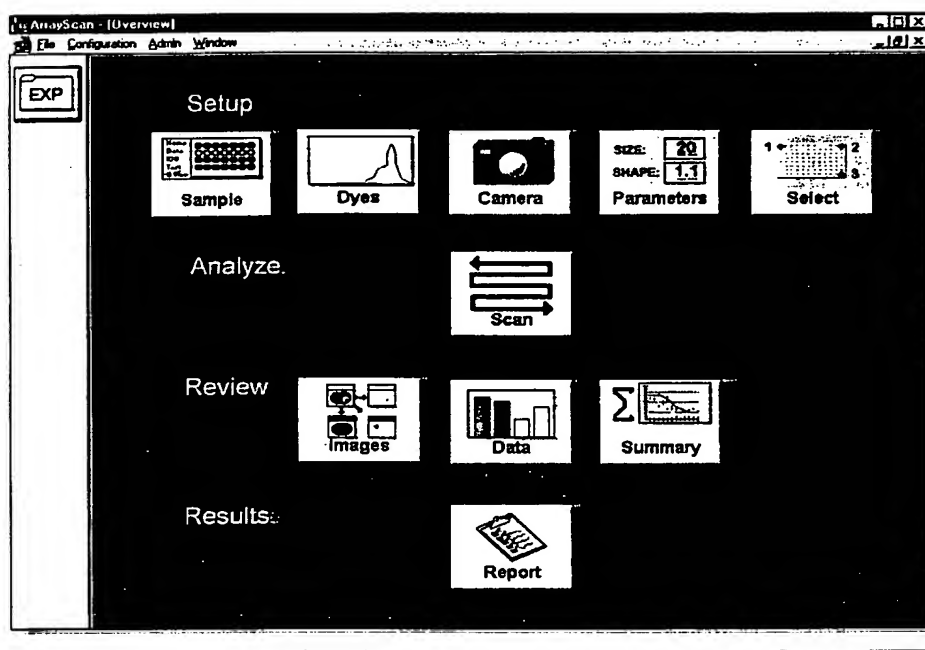 ArrayScan - [Overview]
File Configuration Admin Window
EXP
Setup
Sample
Dyes
Camera
SIZE: 20
SHAPE: 1.1
Parameters
1 2
3
Select
Analyze.
Scan
Review
Images
Data
Σ
Summary
Results:
Report